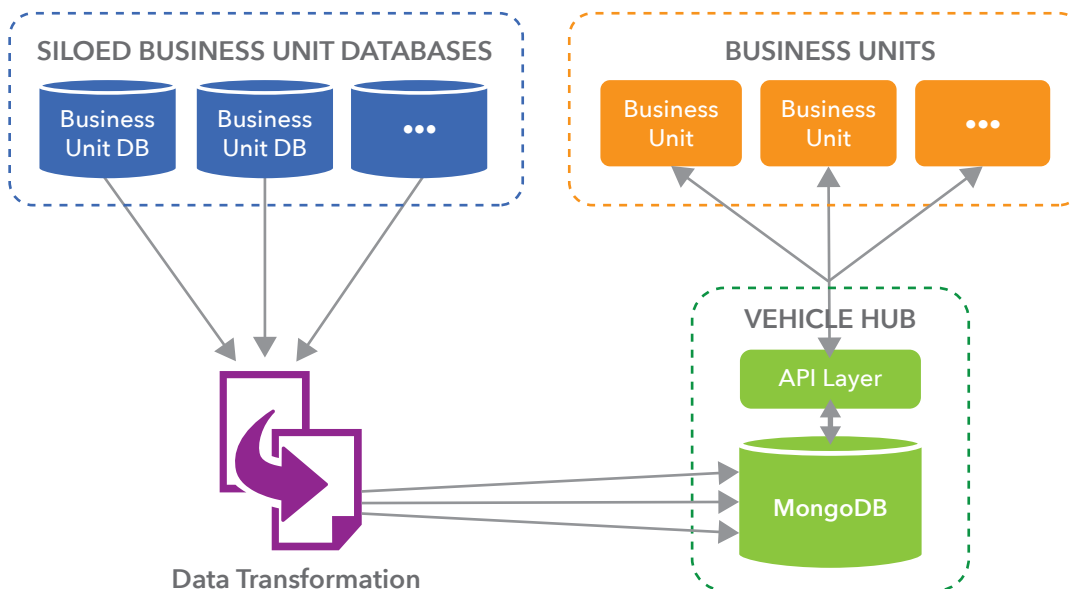 SILOED BUSINESS UNIT DATABASES
Business
Unit DB
Business
Unit DB
•••
BUSINESS UNITS
Business
Unit
Business
Unit
•••
VEHICLE HUB
API Layer
MongoDB
Data Transformation